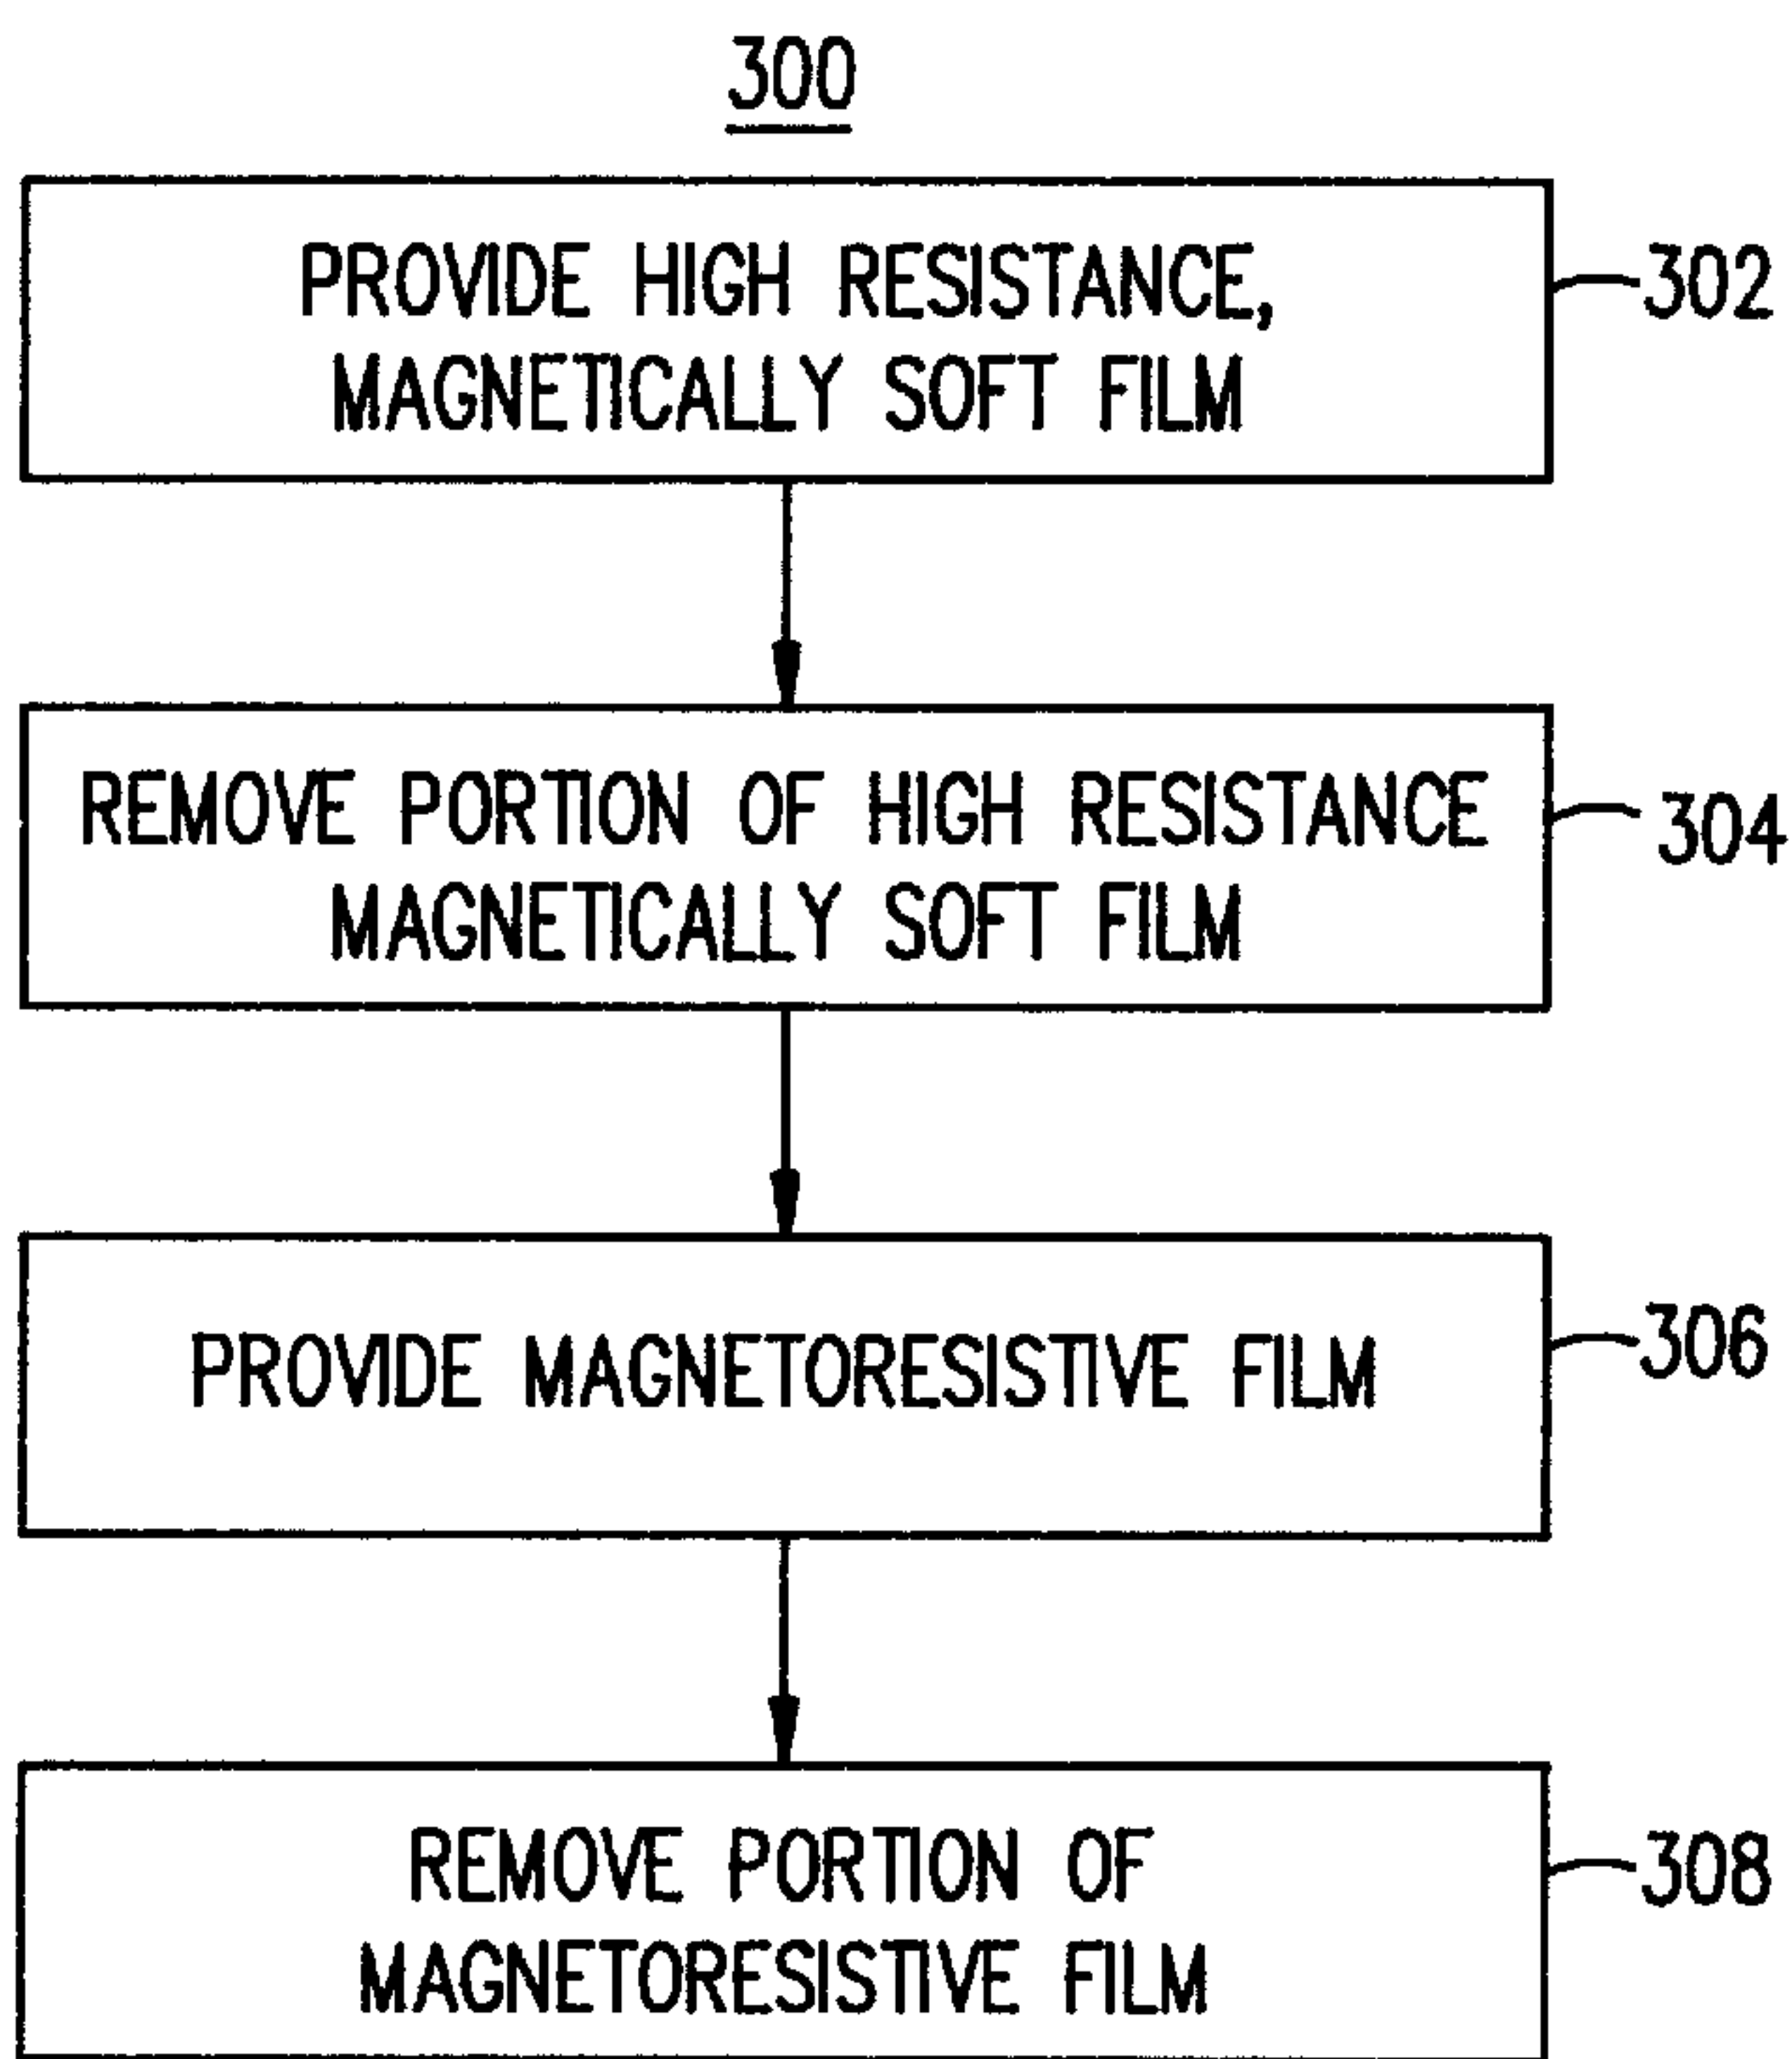 300
PROVIDE HIGH RESISTANCE,
MAGNETICALLY SOFT FILM
302
REMOVE PORTION OF HIGH RESISTANCE
MAGNETICALLY SOFT FILM
304
PROVIDE MAGNETORESISTIVE FILM
306
REMOVE PORTION OF
MAGNETORESISTIVE FILM
308